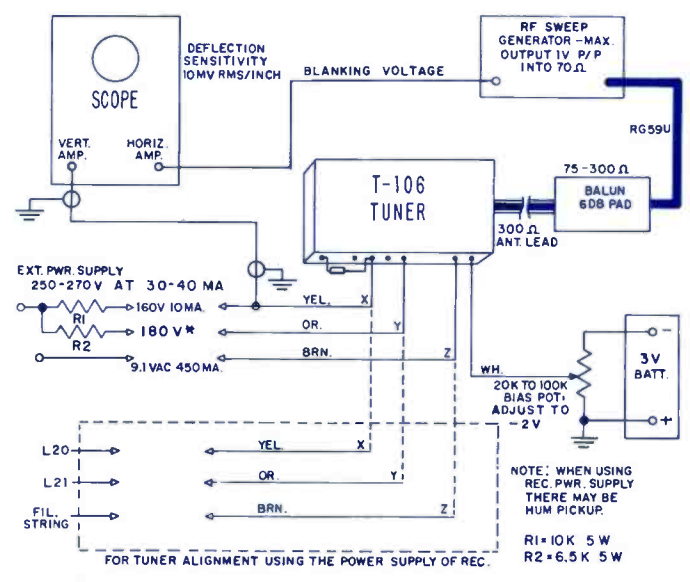 RF SWEEP
GENERATOR - MAX.
OUTPUT 1V P/P
INTO 70Ω
DEFLECTION
SENSITIVITY
10MV RMS/INCH
SCOPE
BLANKING VOLTAGE
VERT.
AMP.
HORIZ.
AMP.
RG59U
T-106
TUNER
75-300Ω
BALUN
6DB PAD
300Ω
ANT. LEAD
EXT. PWR. SUPPLY
250-270V AT 30-40 MA
R1
160V 10MA.
YEL.
X
R2
180V*
OR.
Y
9.1VAC 450MA.
BRN.
Z
WH.
20K TO 100K
BIAS POT:
ADJUST TO
-2V
3V
BATT.
-
+
L20
YEL.
X
L21
OR.
Y
FIL.
STRING
BRN.
Z
FOR TUNER ALIGNMENT USING THE POWER SUPPLY OF REC.
NOTE: WHEN USING
REC. PWR. SUPPLY
THERE MAY BE
HUM PICKUP.
R1=10K 5W
R2=6.5K 5W